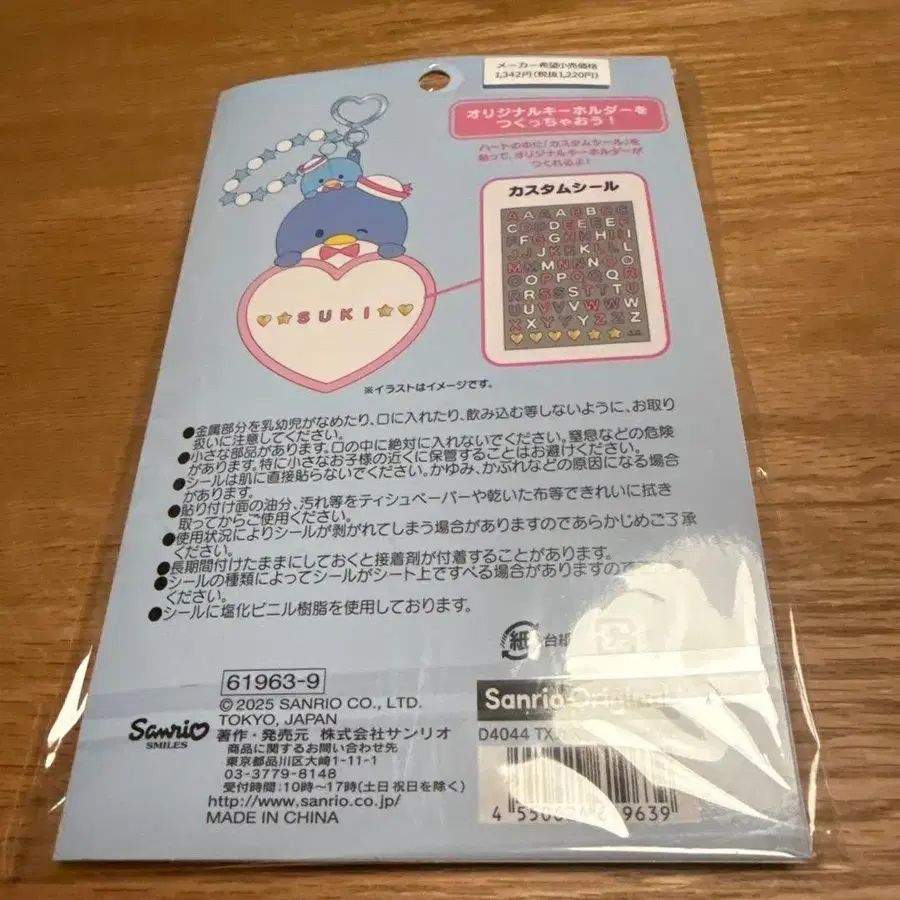 メーカー希望小売価格
1,342円(税抜1,220円)
オリジナルキーホルダーを
つくっちゃおう!
ハートの中に「カスタムシール」を
貼って、オリジナルキーホルダーが
つくれるよ!
カスタムシール
SUKI
※イラストはイメージです。
●金属部分を乳幼児がなめたり、口に入れたり、飲み込む等しないように、お取り
扱いに注意してください。
●小さな部品があります。口の中に絶対に入れないでください。窒息などの危険
があります。特に小さなお子様の近くに保管することはお避けください。
●シールは肌に直接貼らないでください。かゆみ、かぶれなどの原因になる場合
があります。
●貼り付け面の油分、汚れ等をティシュペーパーや乾いた布等できれいに拭き
取ってからご使用ください。
●使用状況によりシールが剥がれてしまう場合がありますのであらかじめご了承
ください。
●長期間付けたままにしておくと接着剤が付着することがあります。
●シールの種類によってシールがシート上ですべる場合がありますので
ください。
●シールに塩化ビニル樹脂を使用しております。
紙 台紙
61963-9
© 2025 SANRIO CO., LTD.
TOKYO, JAPAN
Sanrio
SMILES
著作・発売元 株式会社サンリオ
商品に関するお問い合わせ先
東京都品川区大崎1-11-1
03-3779-8148
受付時間:10時〜17時(土日祝日を除く)
http://www.sanrio.co.jp/
MADE IN CHINA
Sanrio Original
D4044
9639